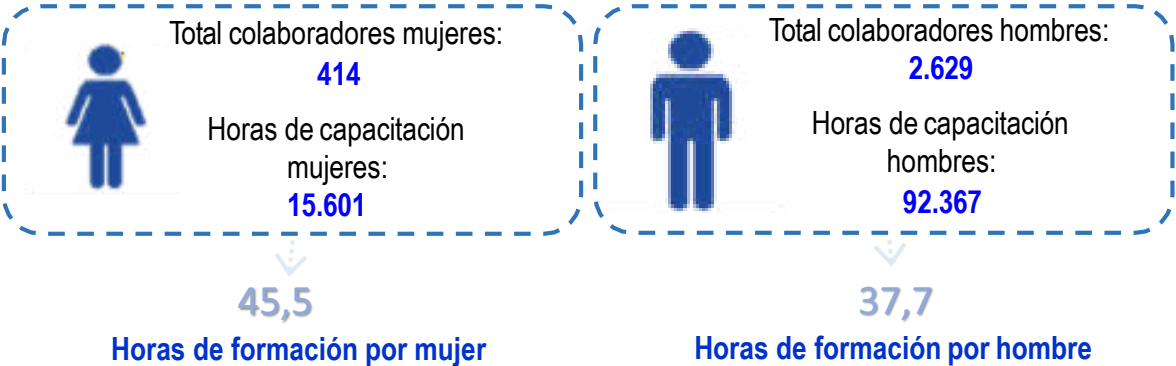 Total colaboradores mujeres:
414
Horas de capacitación
mujeres:
15.601
45,5
Horas de formación por mujer
Total colaboradores hombres:
2.629
Horas de capacitación
hombres:
92.367
37,7
Horas de formación por hombre